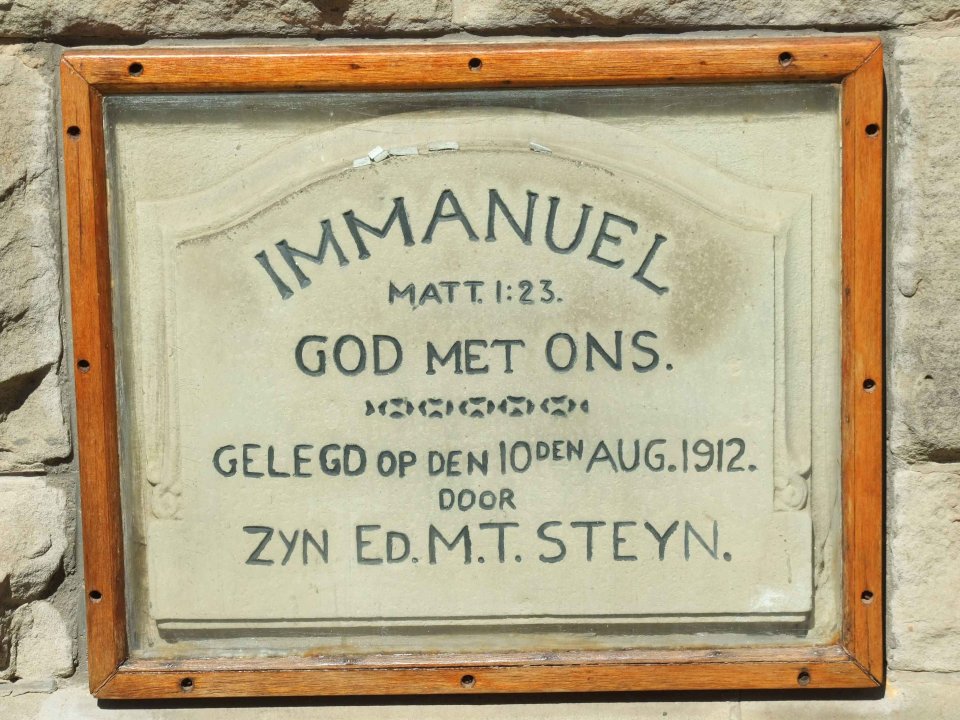 IMMANUEL
MATT. 1:23.
GOD MET ONS.
GELEGD OP DEN 10DEN AUG. 1912.
DOOR
ZYN ED. M.T. STEYN.